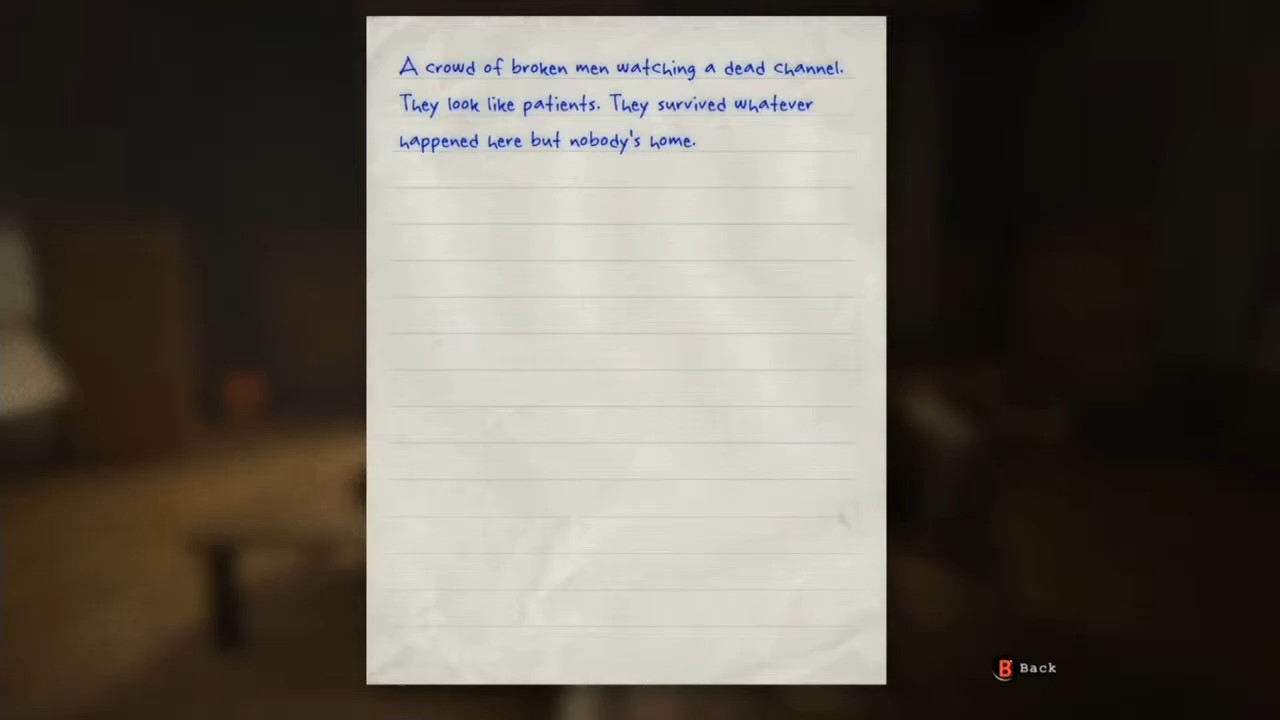 A crowd of broken men watching a dead channel.
They look like patients. They survived whatever
happened here but nobody's home.
B Back